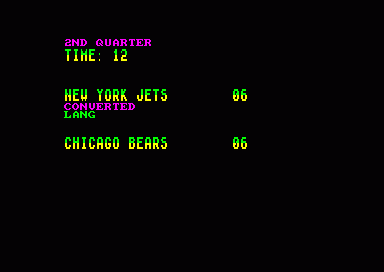 2ND QUARTER
TIME: 12
NEW YORK JETS 06
CONVERTED
LANG
CHICAGO BEARS 06